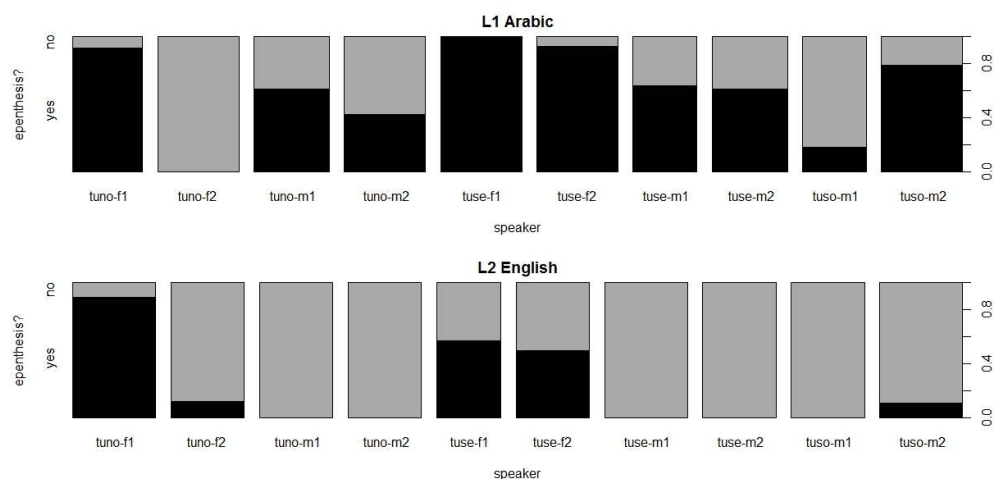 L1 Arabic
epenthesis?
yes
no
0.0
0.4
0.8
tuno-f1 tuno-f2 tuno-m1 tuno-m2 tuse-f1 tuse-f2 tuse-m1 tuse-m2 tuso-m1 tuso-m2
speaker
L2 English
epenthesis?
yes
no
0.0
0.4
0.8
tuno-f1 tuno-f2 tuno-m1 tuno-m2 tuse-f1 tuse-f2 tuse-m1 tuse-m2 tuso-m1 tuso-m2
speaker